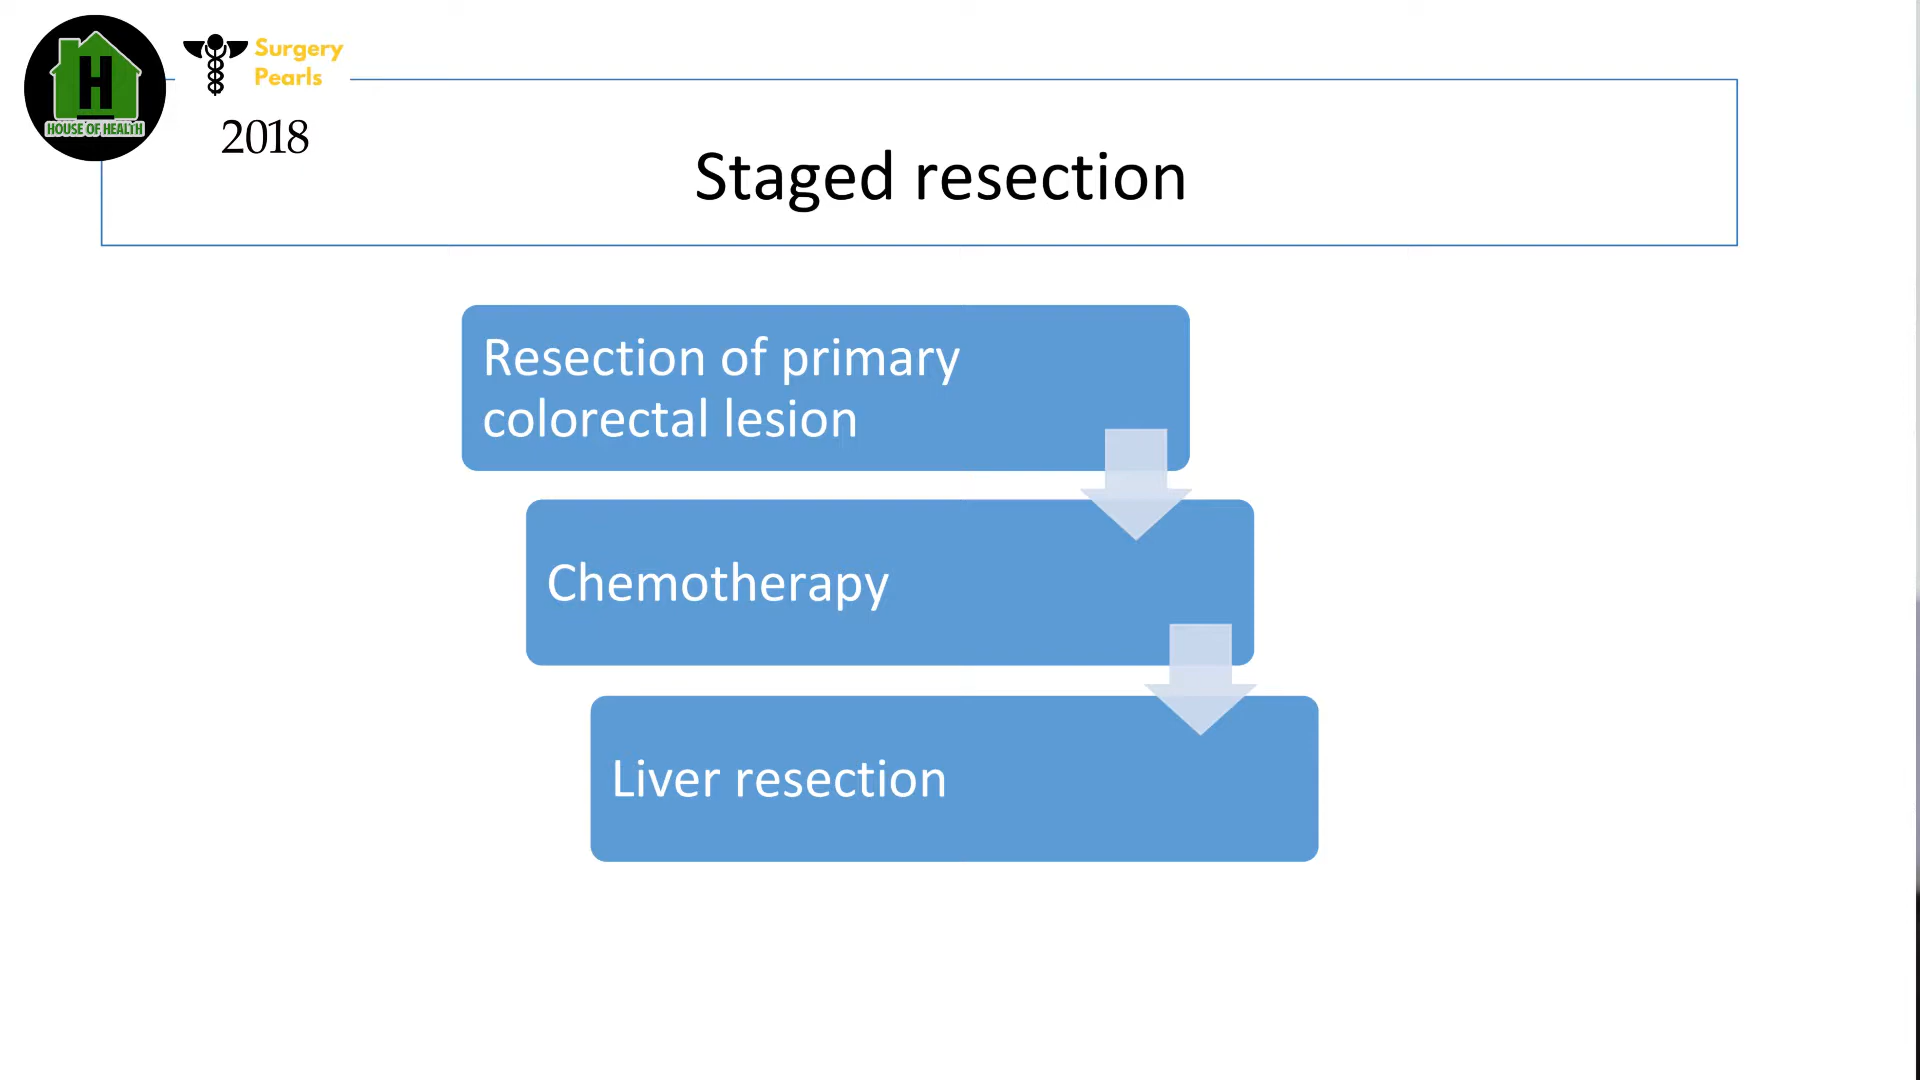 H
HOUSE OF HEALTH
Surgery
Pearls
2018
Staged resection
Resection of primary
colorectal lesion
Chemotherapy
Liver resection